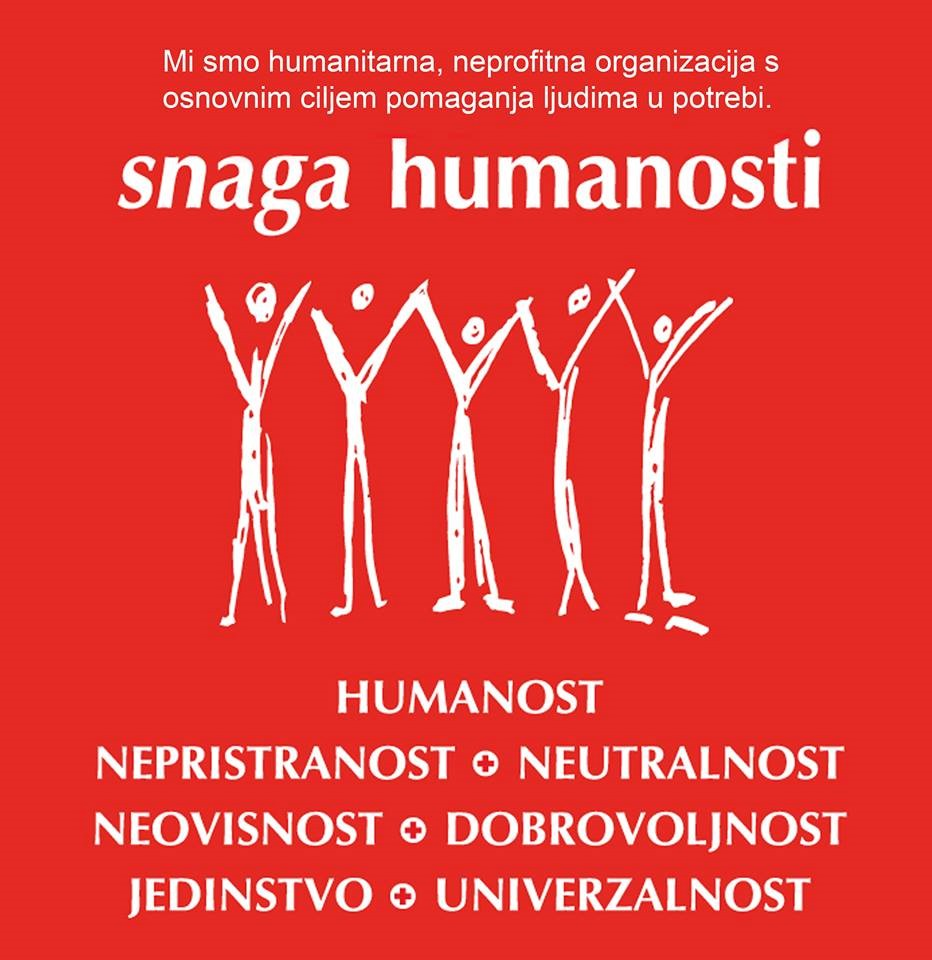 Mi smo humanitarna, neprofitna organizacija s
osnovnim ciljem pomaganja ljudima u potrebi.
snaga humanosti
HUMANOST
NEPRISTRANOST NEUTRALNOST
NEOVISNOST DOBROVOLJNOST
JEDINSTVO UNIVERZALNOST